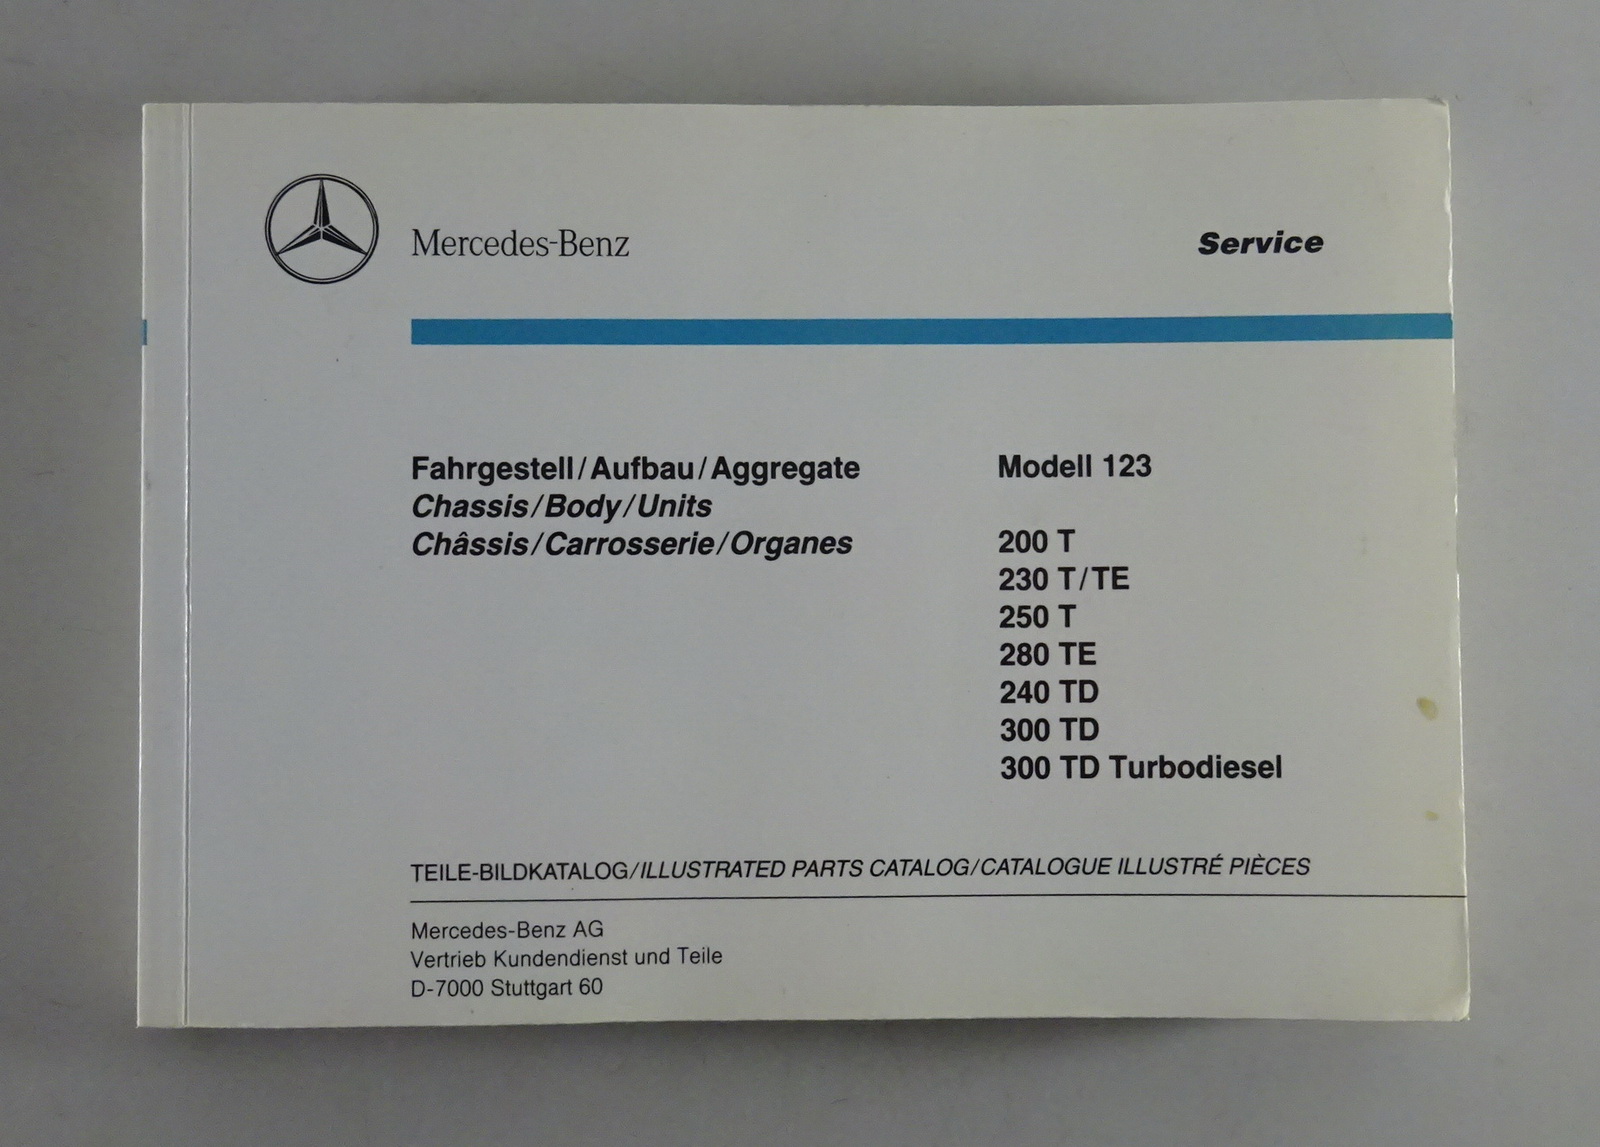 Mercedes-Benz
Service
Fahrgestell/Aufbau/Aggregate
Chassis/Body/Units
Châssis/Carrosserie/Organes
Modell 123
200 T
230 T/TE
250 T
280 TE
240 TD
300 TD
300 TD Turbodiesel
TEILE-BILDKATALOG/ILLUSTRATED PARTS CATALOG/CATALOGUE ILLUSTRÉ PIÈCES
Mercedes-Benz AG
Vertrieb Kundendienst und Teile
D-7000 Stuttgart 60